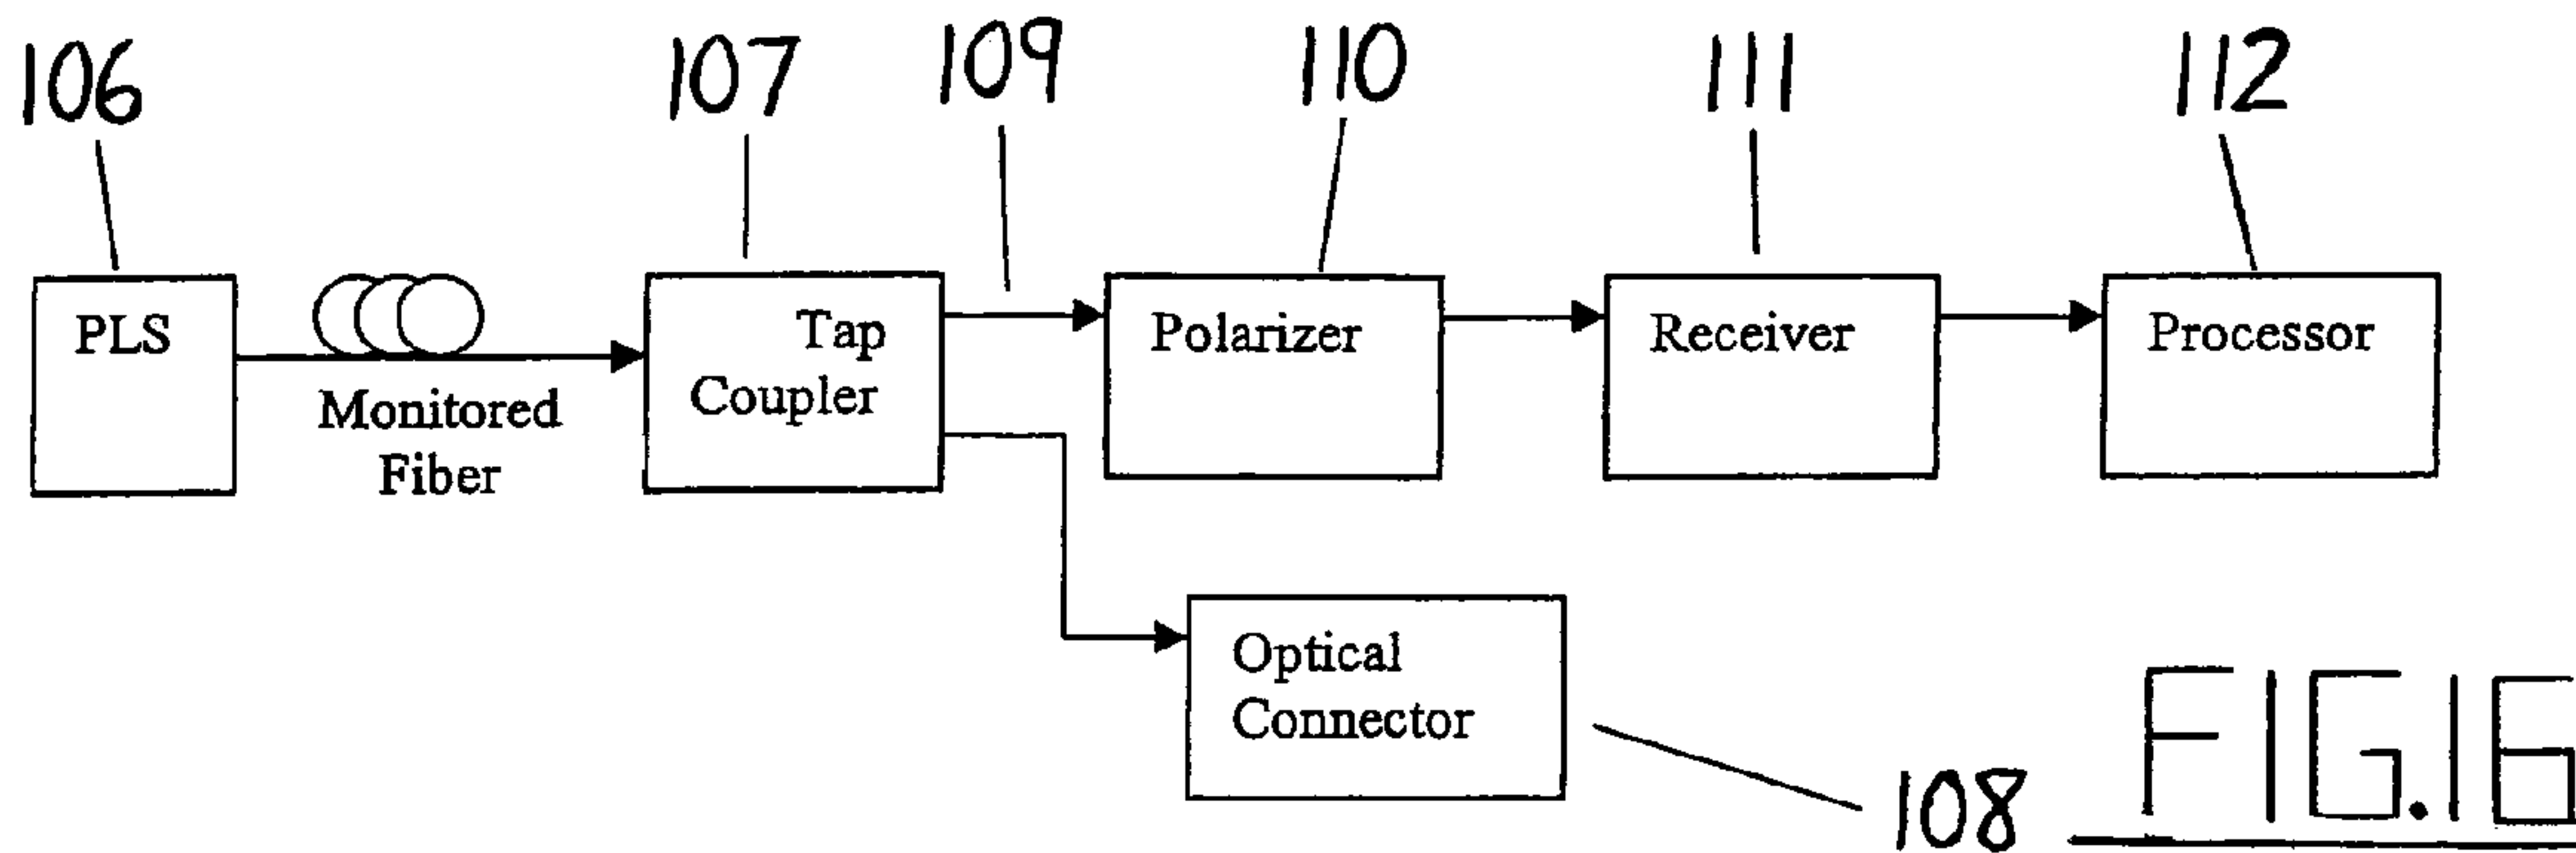 106
107
109
110
111
112
PLS
Monitored
Fiber
Tap
Coupler
Polarizer
Receiver
Processor
Optical
Connector
108
FIG.16